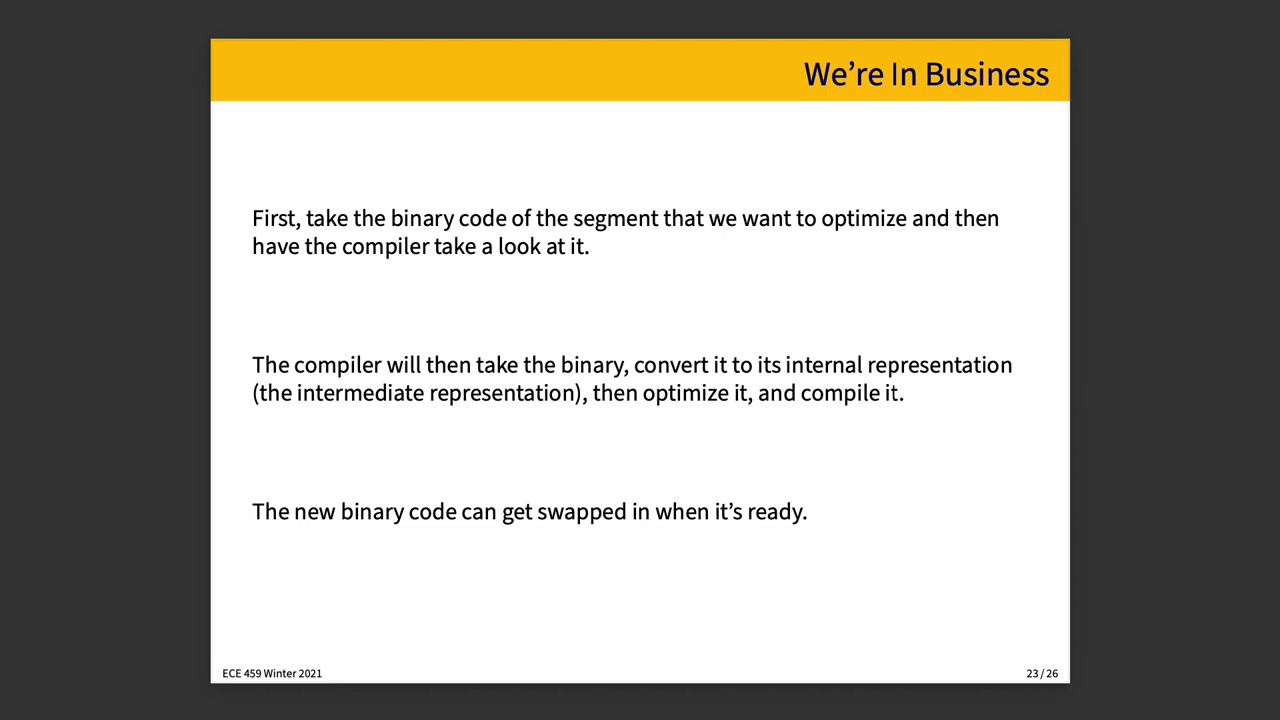 We’re In Business
First, take the binary code of the segment that we want to optimize and then
have the compiler take a look at it.
The compiler will then take the binary, convert it to its internal representation
(the intermediate representation), then optimize it, and compile it.
The new binary code can get swapped in when it’s ready.
ECE 459 Winter 2021
23 / 26